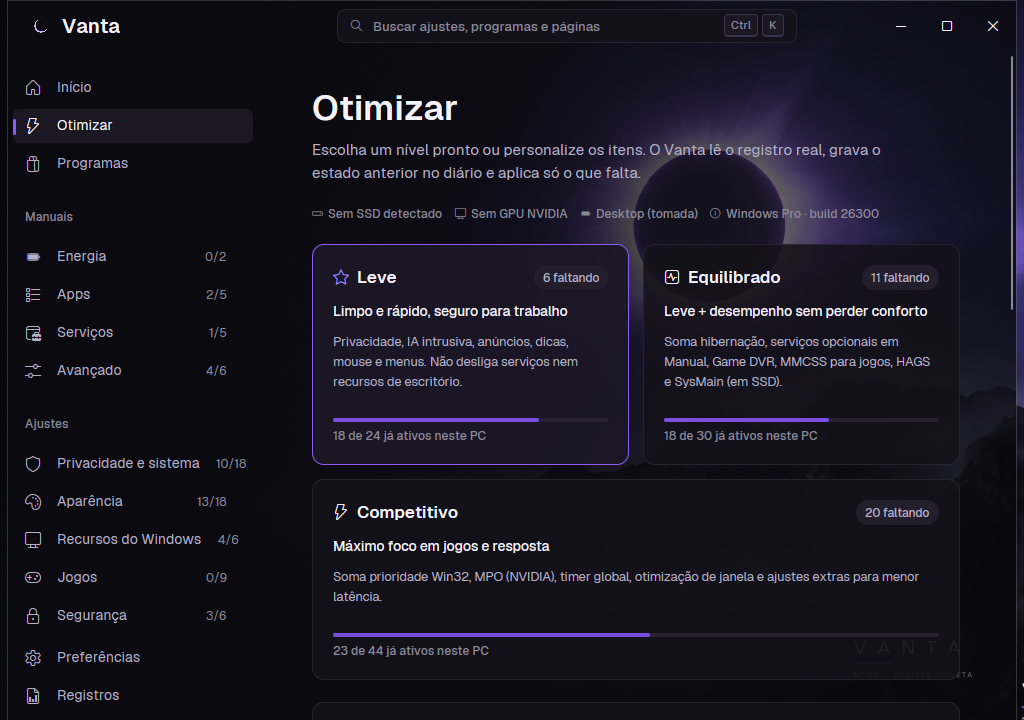 Vanta
Buscar ajustes, programas e páginas
Ctrl
K
Início
Otimizar
Programas
Manuais
Energia 0/2
Apps 2/5
Serviços 1/5
Avançado 4/6
Ajustes
Privacidade e sistema 10/18
Aparência 13/18
Recursos do Windows 4/6
Jogos 0/9
Segurança 3/6
Preferências
Registros
Otimizar
Escolha um nível pronto ou personalize os itens. O Vanta lê o registro real, grava o
estado anterior no diário e aplica só o que falta.
Sem SSD detectado
Sem GPU NVIDIA
Desktop (tomada)
Windows Pro · build 26300
Leve
6 faltando
Limpo e rápido, seguro para trabalho
Privacidade, IA intrusiva, anúncios, dicas,
mouse e menus. Não desliga serviços nem
recursos de escritório.
18 de 24 já ativos neste PC
Equilibrado
11 faltando
Leve + desempenho sem perder conforto
Soma hibernação, serviços opcionais em
Manual, Game DVR, MMCSS para jogos, HAGS
e SysMain (em SSD).
18 de 30 já ativos neste PC
Competitivo
20 faltando
Máximo foco em jogos e resposta
Soma prioridade Win32, MPO (NVIDIA), timer global, otimização de janela e ajustes extras para menor
latência.
23 de 44 já ativos neste PC
VANTA